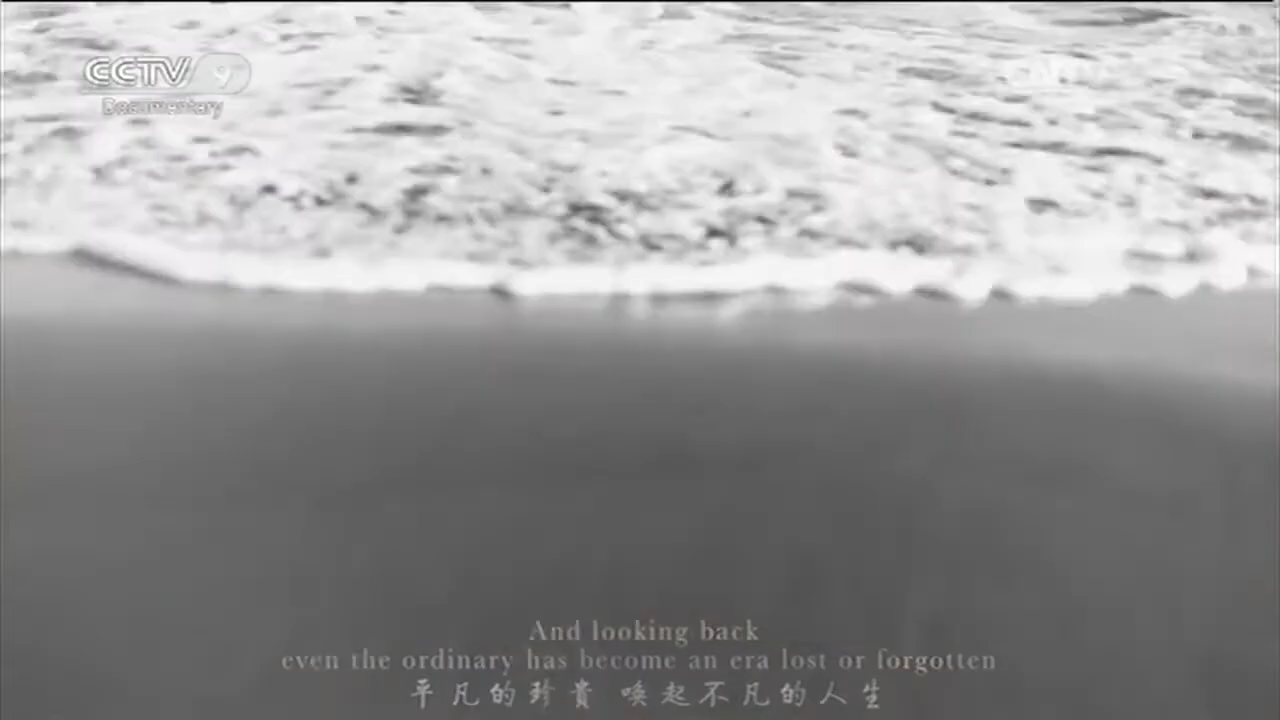 CCTV 9
Documentary
And looking back
even the ordinary has become an era lost or forgotten
平凡的珍貴 喚起不凡的人生